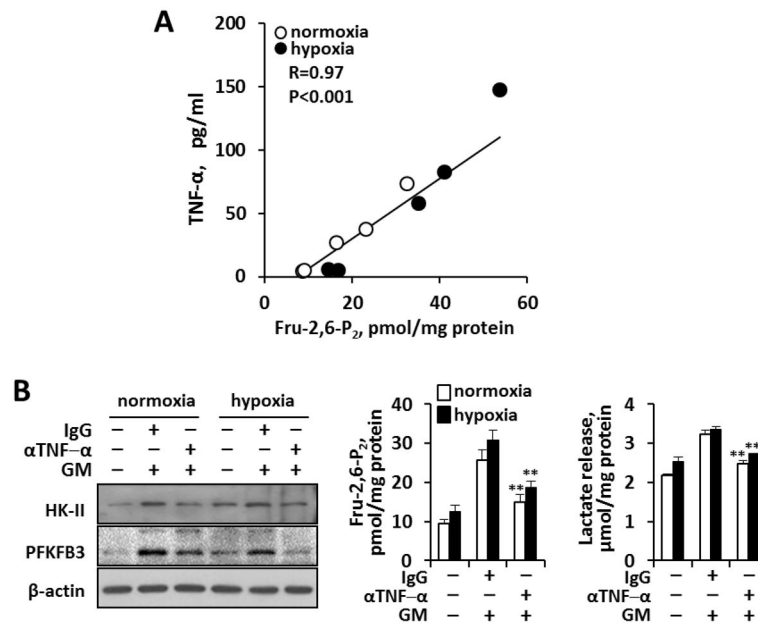 A
normoxia
hypoxia
R=0.97
P<0.001
200
150
100
50
0
TNF-α, pg/ml
0 20 40 60
Fru-2,6-P₂, pmol/mg protein
B
normoxia hypoxia
IgG – + – – + –
αTNF–α – – + – – +
GM – + + – + +
HK-II
PFKFB3
β-actin
normoxia
hypoxia
40
30
20
10
0
Fru-2,6-P₂,
pmol/mg protein
** **
IgG – + –
αTNF–α – – +
GM – + +
4
3
2
1
0
Lactate release,
μmol/mg protein
** **
IgG – + –
αTNF–α – – +
GM – + +